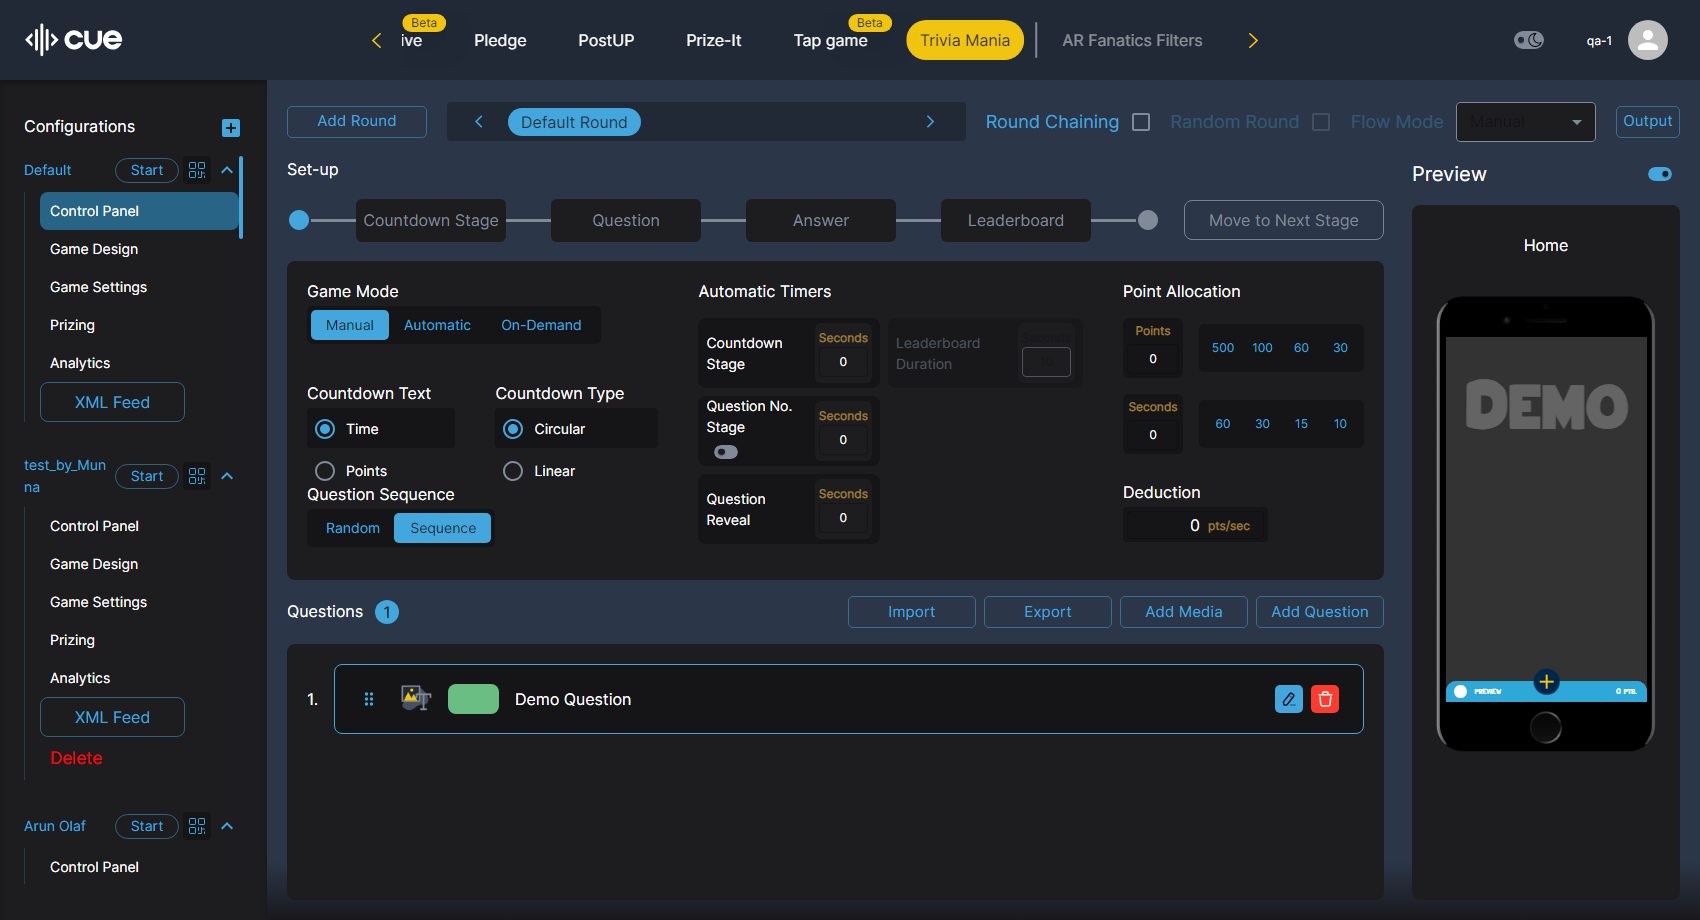 cue
ive
Beta
Pledge
PostUP
Prize-It
Tap game
Beta
Trivia Mania
AR Fanatics Filters
qa-1
Configurations
Default
Start
Control Panel
Game Design
Game Settings
Prizing
Analytics
XML Feed
test_by_Mun
na
Start
Control Panel
Game Design
Game Settings
Prizing
Analytics
XML Feed
Delete
Arun Olaf
Start
Control Panel
Add Round
Default Round
Round Chaining
Random Round
Flow Mode
Manual
Output
Set-up
Countdown Stage
Question
Answer
Leaderboard
Move to Next Stage
Game Mode
Manual
Automatic
On-Demand
Countdown Text
Time
Points
Countdown Type
Circular
Linear
Question Sequence
Random
Sequence
Automatic Timers
Countdown
Stage
Seconds
0
Leaderboard
Duration
Question No.
Stage
Seconds
0
Question
Reveal
Seconds
0
Point Allocation
Points
0
500 100 60 30
Seconds
0
60 30 15 10
Deduction
0 pts/sec
Questions 1
Import
Export
Add Media
Add Question
1.
Demo Question
Preview
Home
DEMO
PREVIEW
0 PTS.